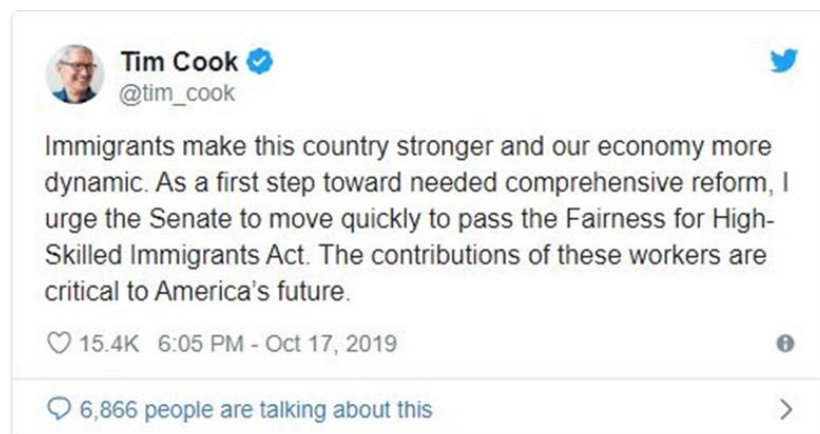 Tim Cook
@tim_cook
Immigrants make this country stronger and our economy more
dynamic. As a first step toward needed comprehensive reform, I
urge the Senate to move quickly to pass the Fairness for High-
Skilled Immigrants Act. The contributions of these workers are
critical to America's future.
15.4K 6:05 PM - Oct 17, 2019
6,866 people are talking about this